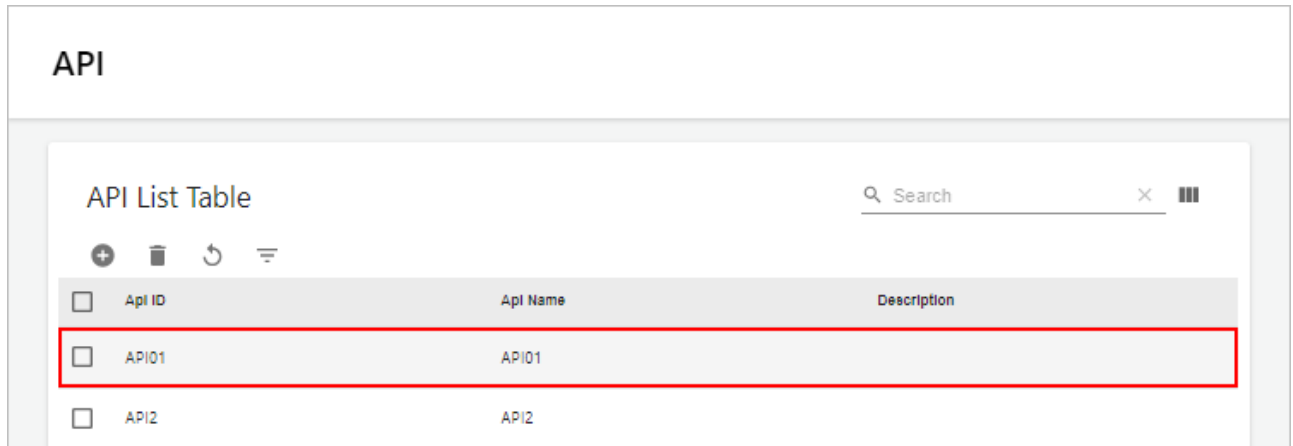 API
API List Table
Search
Api ID Api Name Description
API01 API01
API2 API2